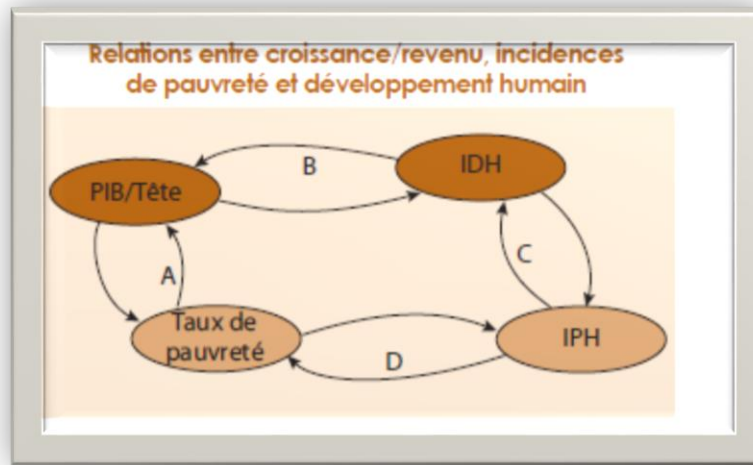 Relations entre croissance/revenu, incidences
de pauvreté et développement humain
B
IDH
PIB/Tête
A
C
Taux de
pauvreté
D
IPH